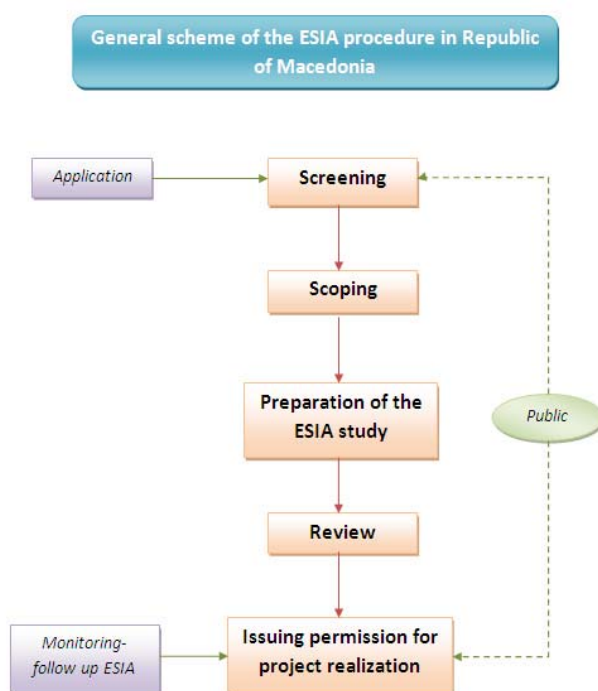 General scheme of the ESIA procedure in Republic
of Macedonia
Application
Screening
Scoping
Preparation of the
ESIA study
Public
Review
Monitoring-
follow up ESIA
Issuing permission for
project realization